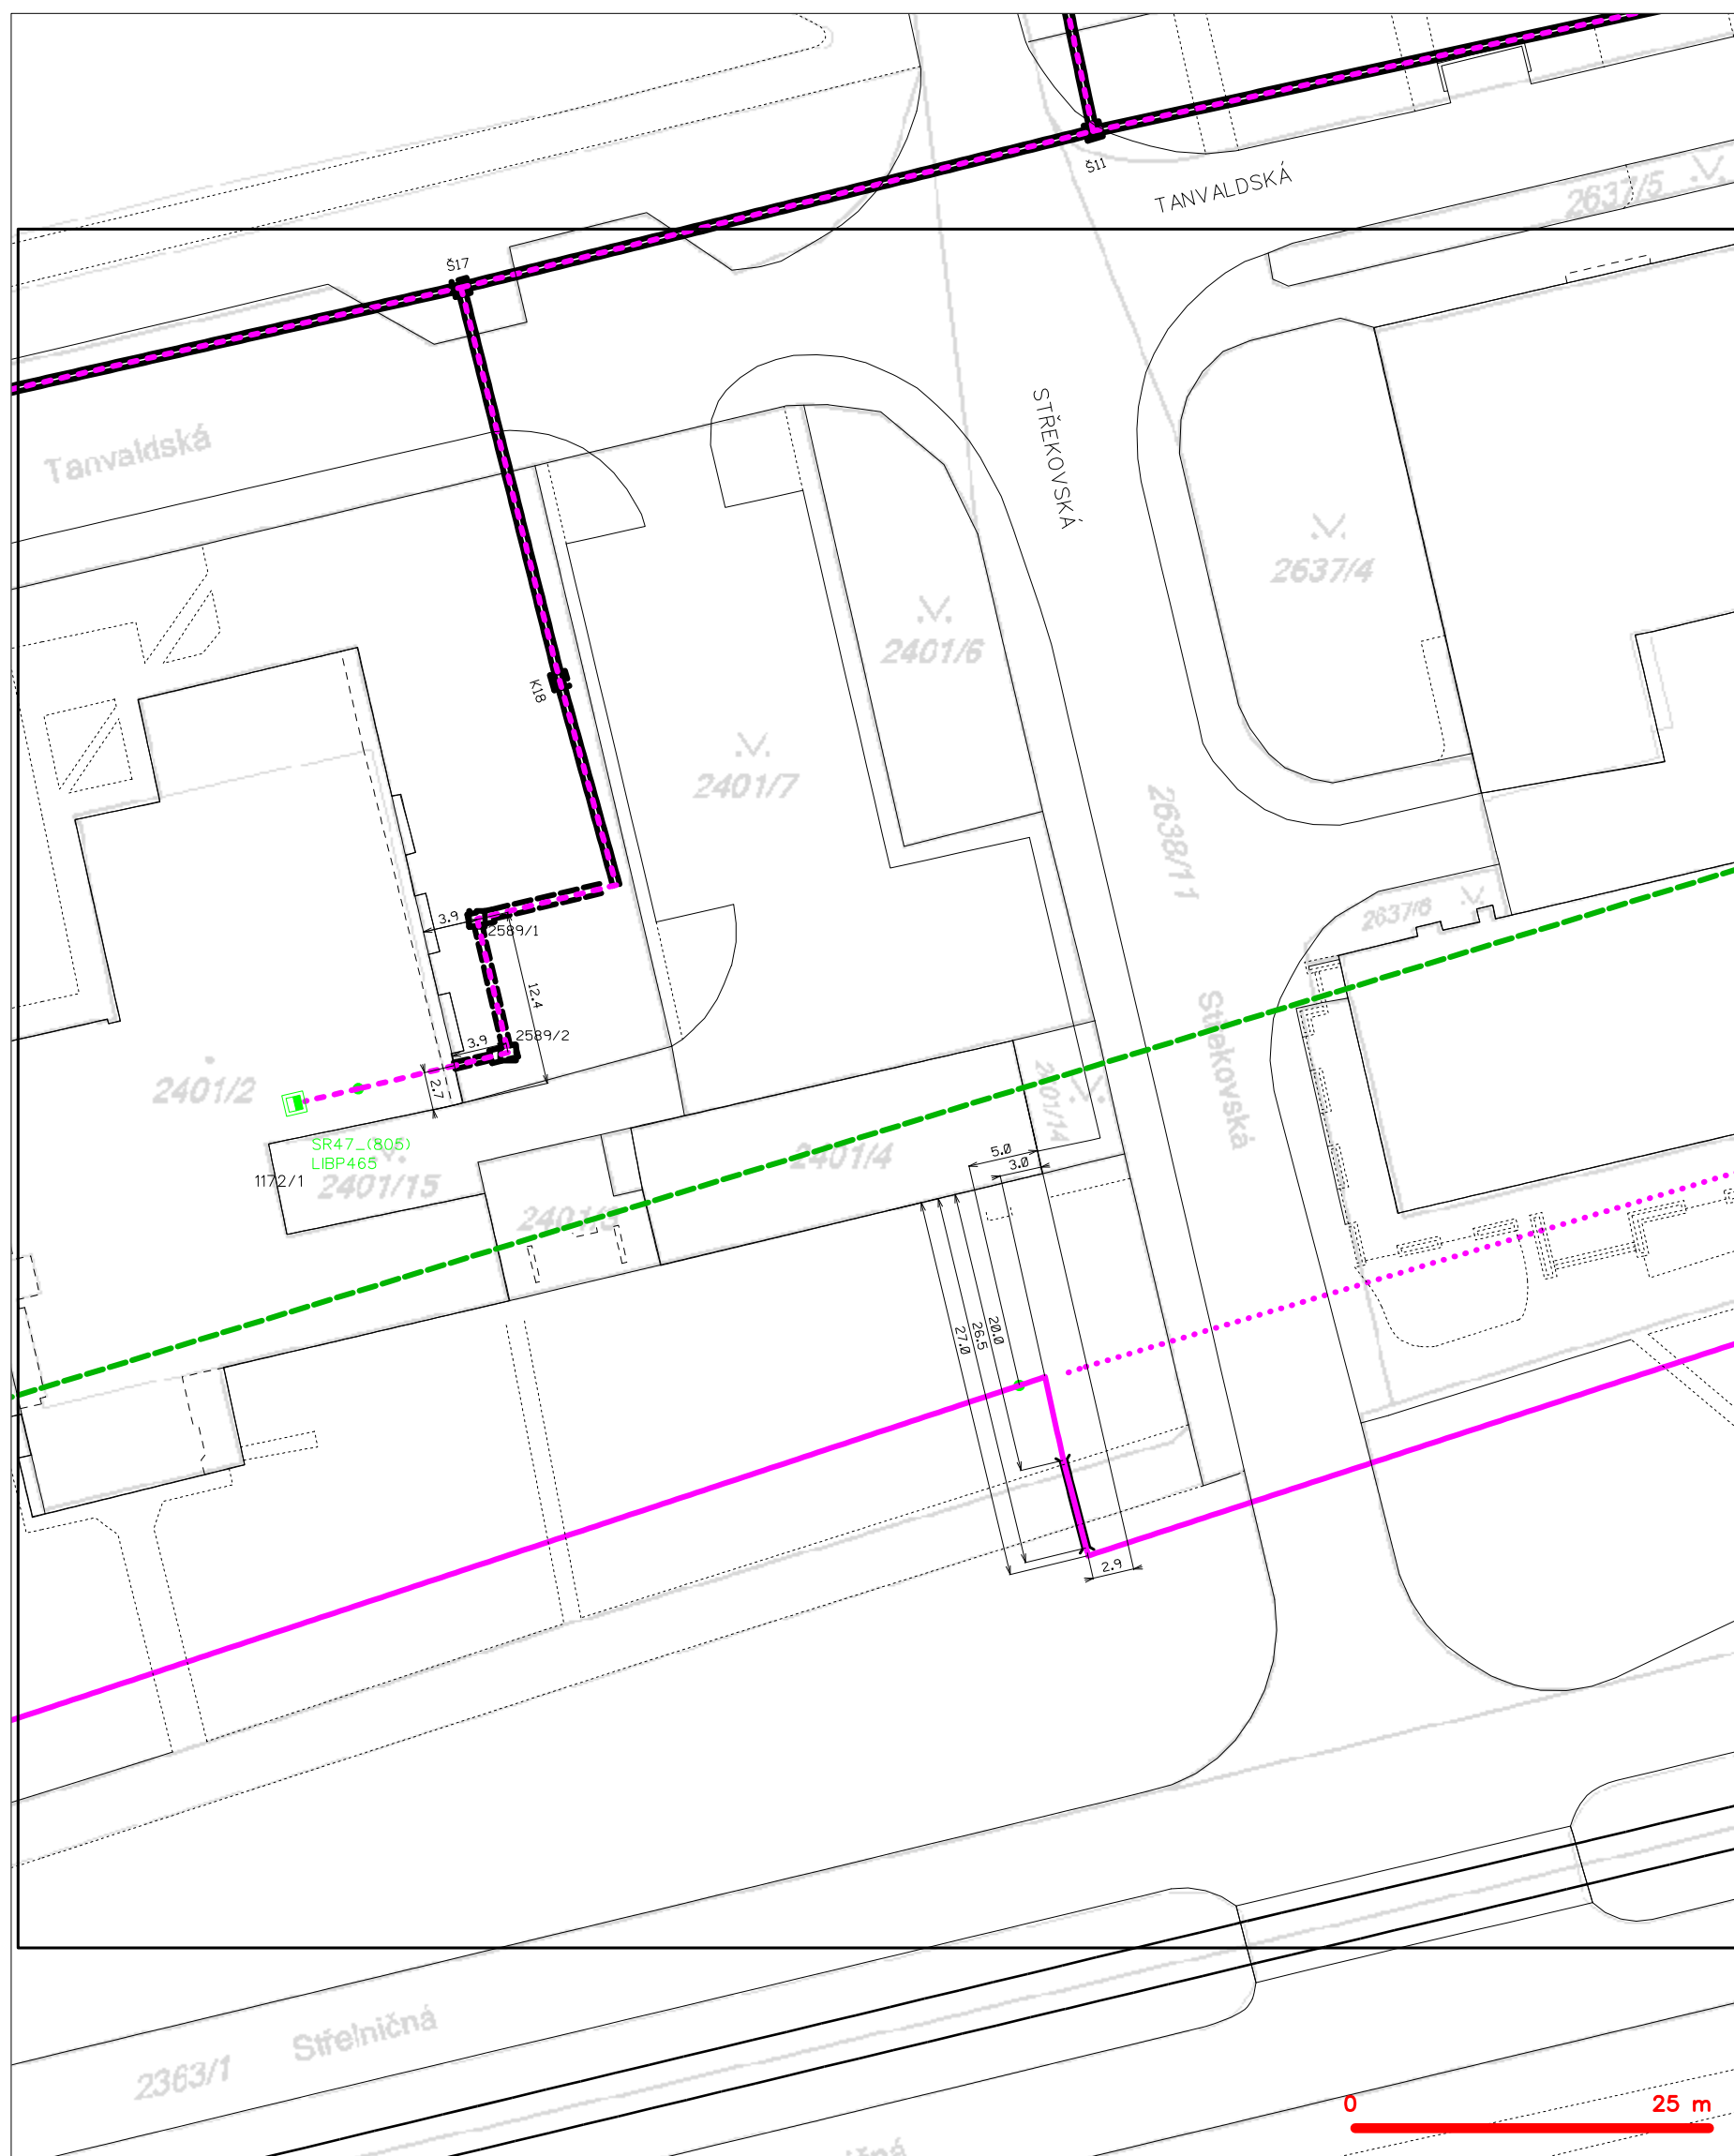 Š11
TANVALDSKÁ
2637/5
Š17
Tanvaldská
STŘEKOVSKÁ
2637/4
2401/6
K18
2401/7
2638/11
2637/8
3.9
2589/1
12.4
Střekovská
2589/2
3.9
2401/2
2.7
2401/14
SR47_(805)
LIBP465
1172/1
2401/15
2401/4
5.0
3.0
20.0
26.5
27.0
2.9
Střelničná
2363/1
0 25 m